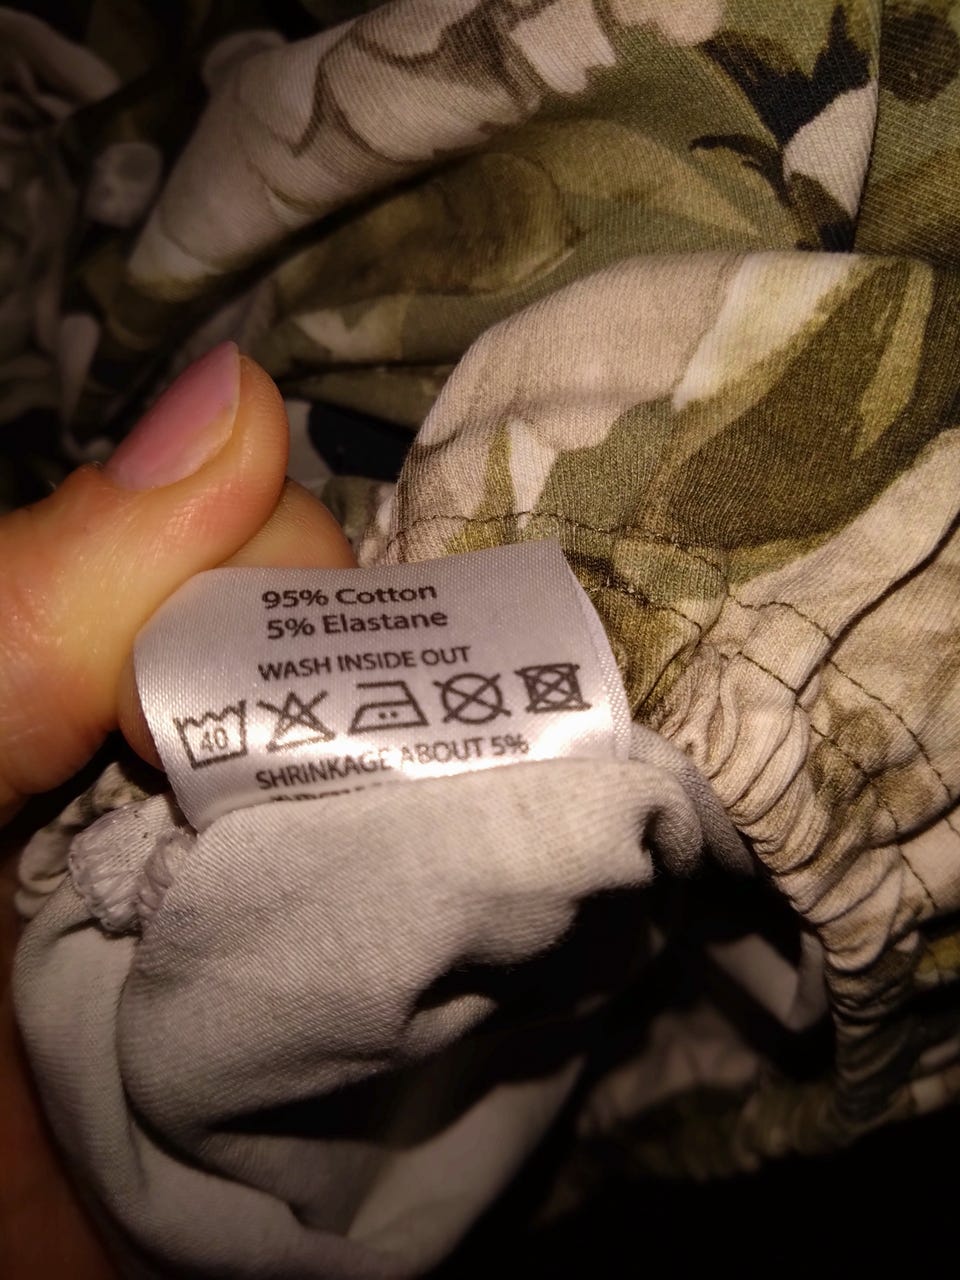 95% Cotton
5% Elastane
WASH INSIDE OUT
40
SHRINKAGE ABOUT 5%